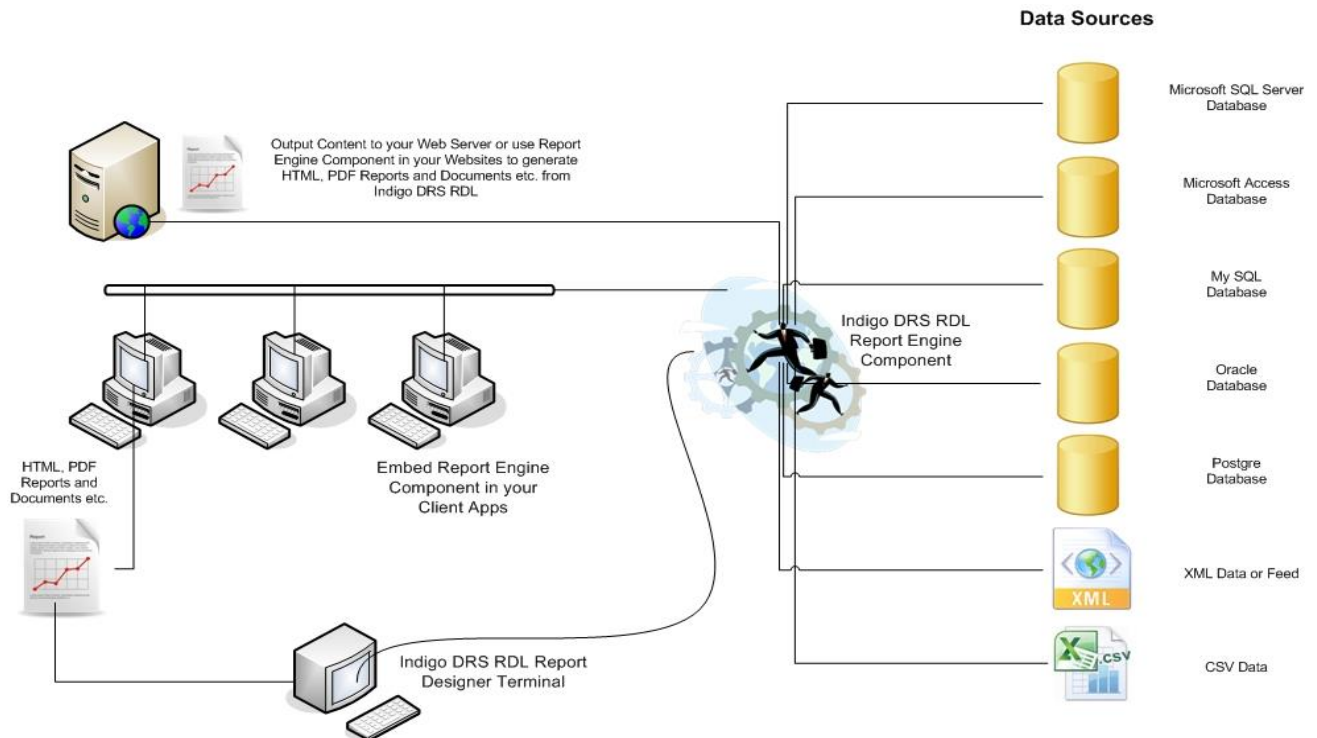 Data Sources
Microsoft SQL Server
Database
Microsoft Access
Database
My SQL
Database
Oracle
Database
Postgre
Database
XML Data or Feed
CSV Data
XML
X
.csv
Report
Output Content to your Web Server or use Report
Engine Component in your Websites to generate
HTML, PDF Reports and Documents etc. from
Indigo DRS RDL
Indigo DRS RDL
Report Engine
Component
Embed Report Engine
Component in your
Client Apps
HTML, PDF
Reports and
Documents etc.
Report
Indigo DRS RDL Report
Designer Terminal